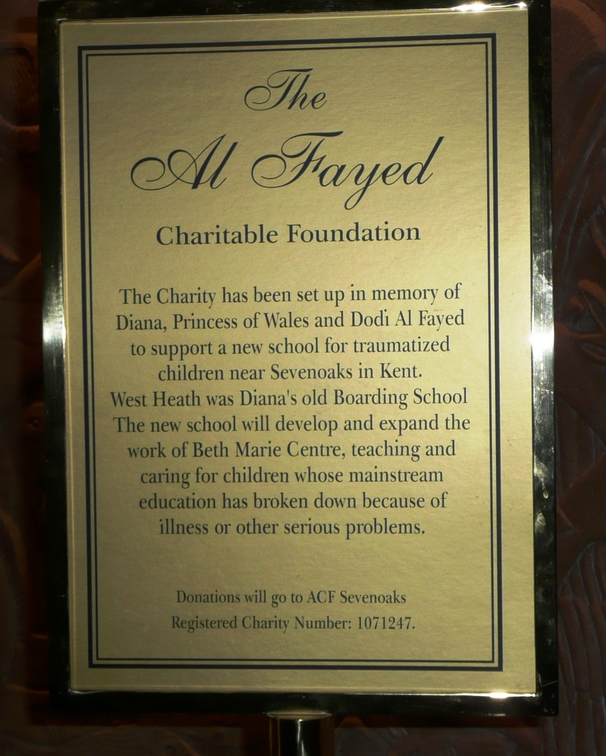 The
Al Fayed
Charitable Foundation
The Charity has been set up in memory of
Diana, Princess of Wales and Dodi Al Fayed
to support a new school for traumatized
children near Sevenoaks in Kent.
West Heath was Diana's old Boarding School
The new school will develop and expand the
work of Beth Marie Centre, teaching and
caring for children whose mainstream
education has broken down because of
illness or other serious problems.
Donations will go to ACF Sevenoaks
Registered Charity Number: 1071247.